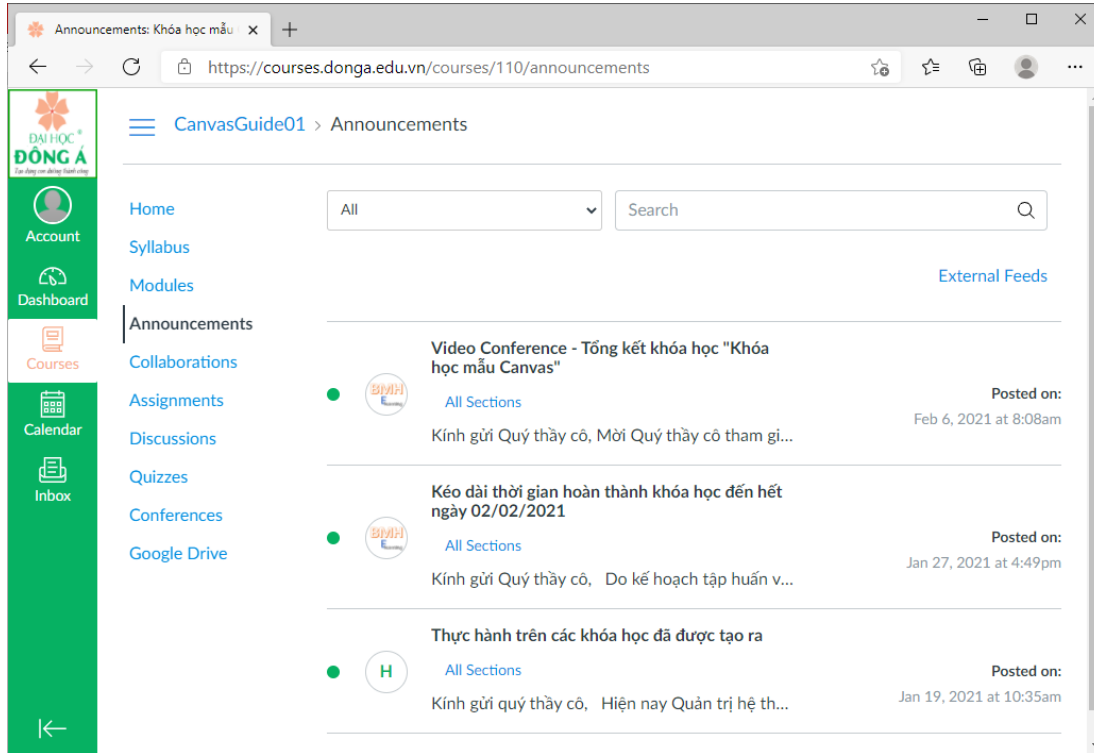 Announcements: Khóa học mẫu
https://courses.donga.edu.vn/courses/110/announcements
ĐẠI HỌC
ĐÔNG Á
CanvasGuide01 › Announcements
Account
Dashboard
Courses
Calendar
Inbox
Home
Syllabus
Modules
Announcements
Collaborations
Assignments
Discussions
Quizzes
Conferences
Google Drive
All
Search
External Feeds
Video Conference - Tổng kết khóa học "Khóa
học mẫu Canvas"
All Sections
Kính gửi Quý thầy cô, Mời Quý thầy cô tham gi...
Posted on:
Feb 6, 2021 at 8:08am
BMH
Kéo dài thời gian hoàn thành khóa học đến hết
ngày 02/02/2021
All Sections
Kính gửi Quý thầy cô, Do kế hoạch tập huấn v...
Posted on:
Jan 27, 2021 at 4:49pm
BMH
Thực hành trên các khóa học đã được tạo ra
All Sections
Kính gửi quý thầy cô, Hiện nay Quản trị hệ th...
Posted on:
Jan 19, 2021 at 10:35am
H